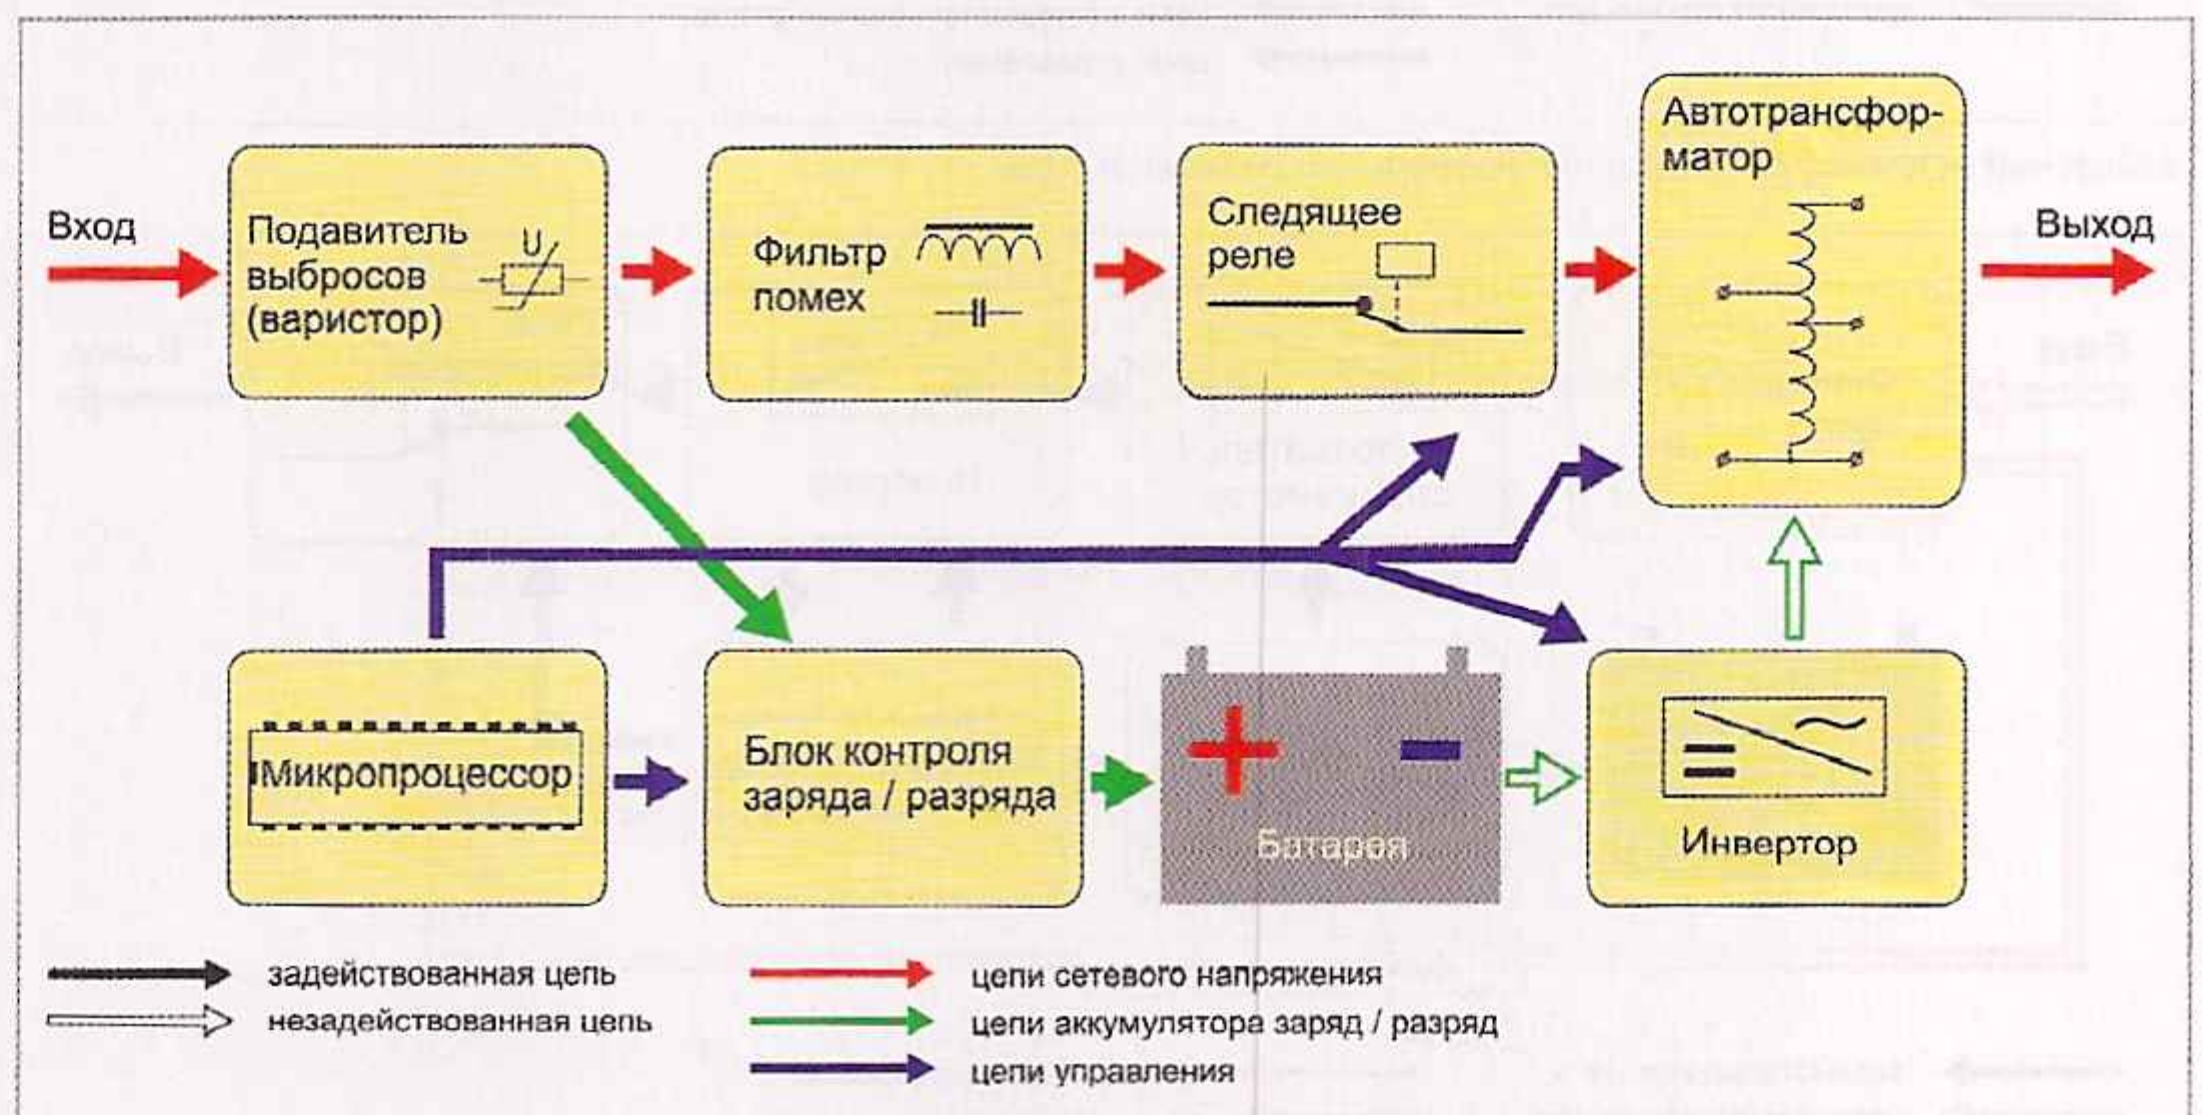 Автотрансфор-
матор
Вход
Подавитель
выбросов
(варистор)
U
Фильтр
помех
Следящее
реле
Выход
Микропроцессор
Блок контроля
заряда / разряда
Батарея
Инвертор
задействованная цепь
незадействованная цепь
цепи сетевого напряжения
цепи аккумулятора заряд / разряд
цепи управления